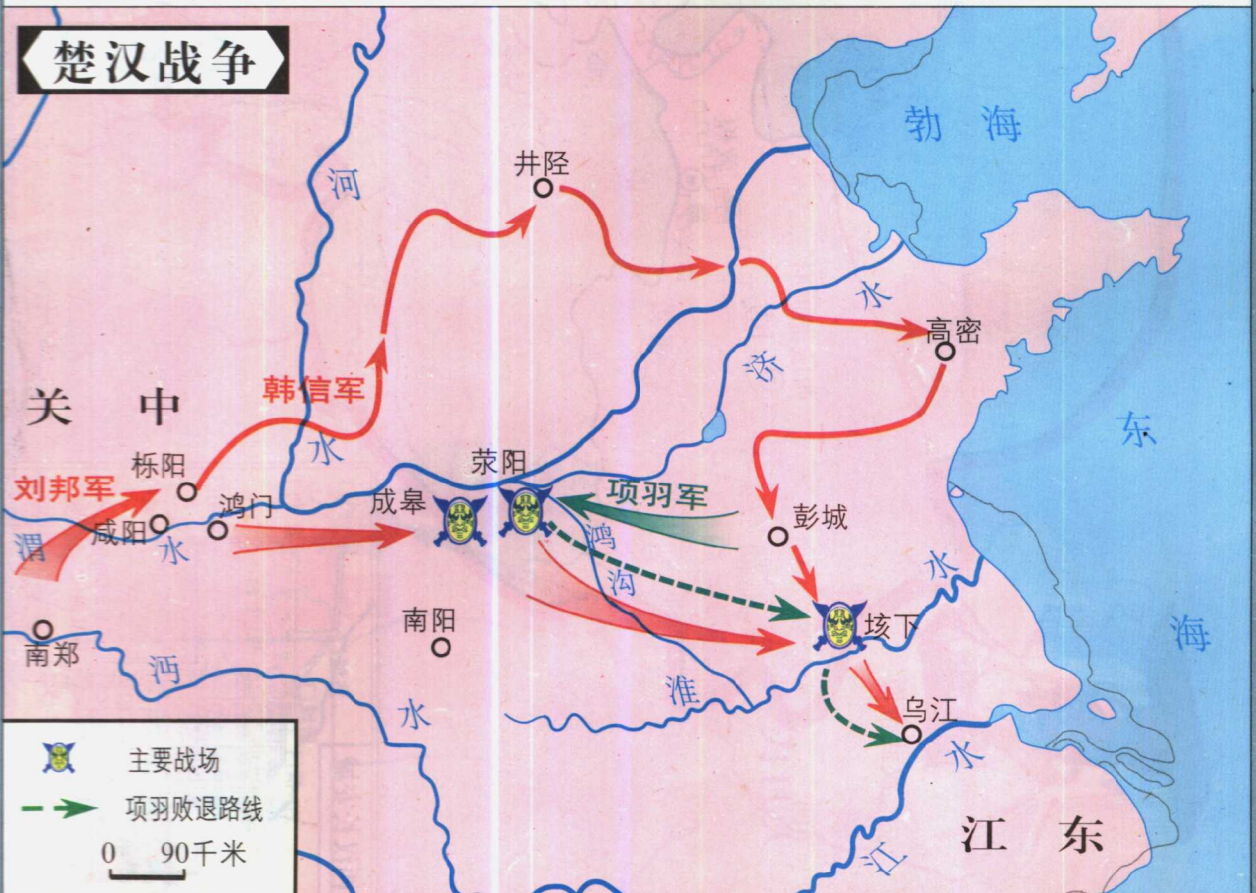 楚汉战争
勃海
井陉
河
水
高密
济
韩信军
关中
东
水
荥阳
栎阳
刘邦军
鸿门
成皋
项羽军
咸阳
彭城
渭
水
鸿
沟
水
南阳
垓下
海
南郑
沔
淮
水
乌江
水
主要战场
项羽败退路线
0 90千米
江东
江